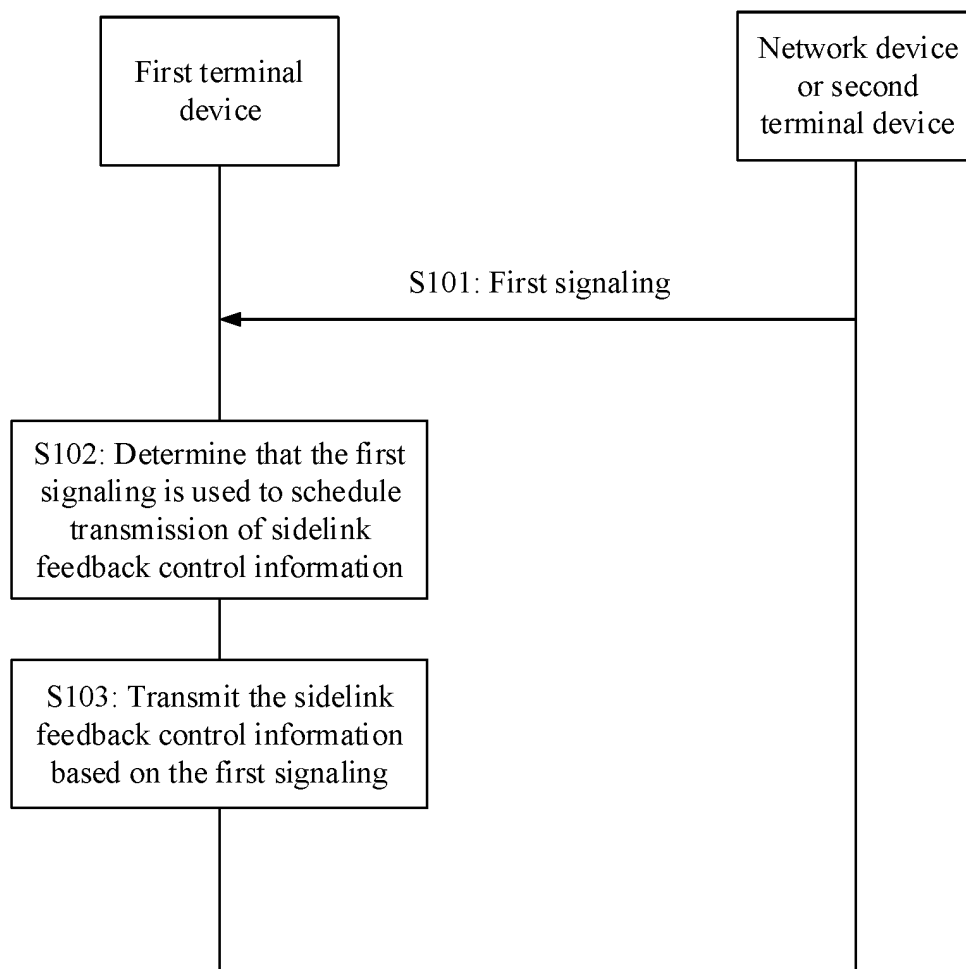 First terminal
device
Network device
or second
terminal device
S101: First signaling
S102: Determine that the first
signaling is used to schedule
transmission of sidelink
feedback control information
S103: Transmit the sidelink
feedback control information
based on the first signaling